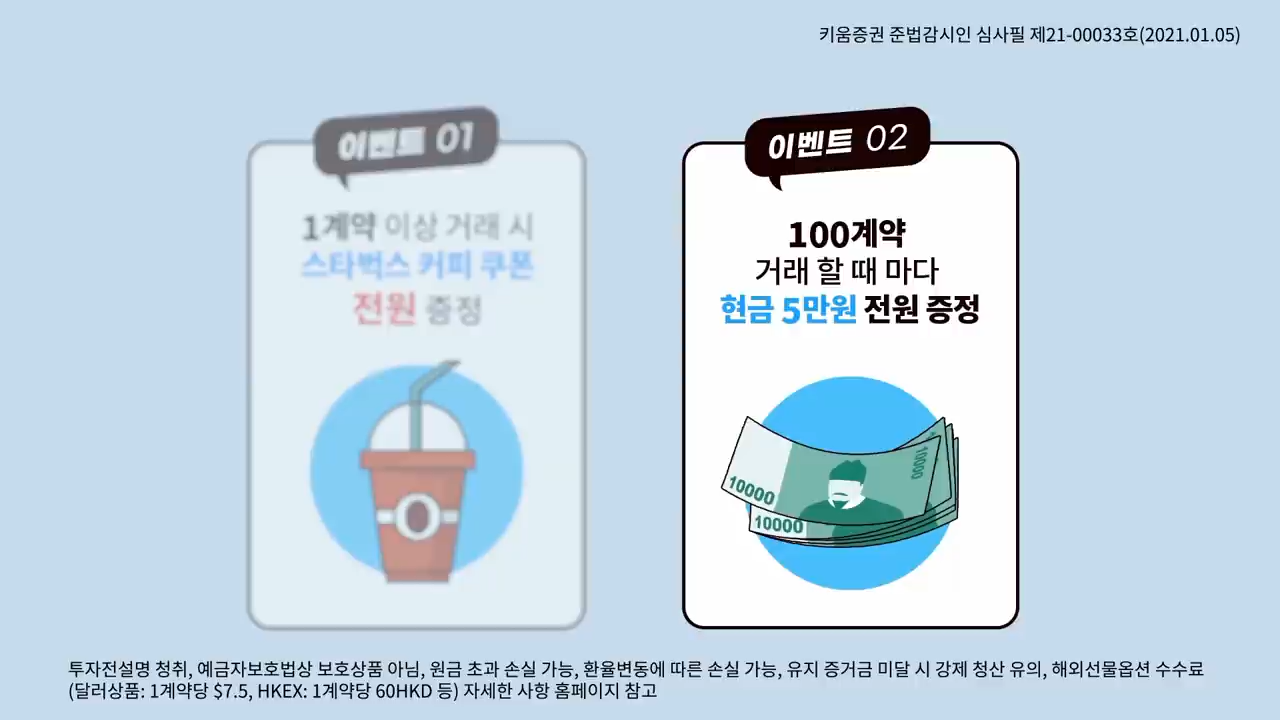 키움증권 준법감시인 심사필 제21-00033호(2021.01.05)
이벤트 01
1계약 이상 거래 시
스타벅스 커피 쿠폰
전원 증정
이벤트 02
100계약
거래 할 때 마다
현금 5만원 전원 증정
10000
10000
10000
투자전설명 청취, 예금자보호법상 보호상품 아님, 원금 초과 손실 가능, 환율변동에 따른 손실 가능, 유지 증거금 미달 시 강제 청산 유의, 해외선물옵션 수수료
(달러상품: 1계약당 $7.5, HKEX: 1계약당 60HKD 등) 자세한 사항 홈페이지 참고